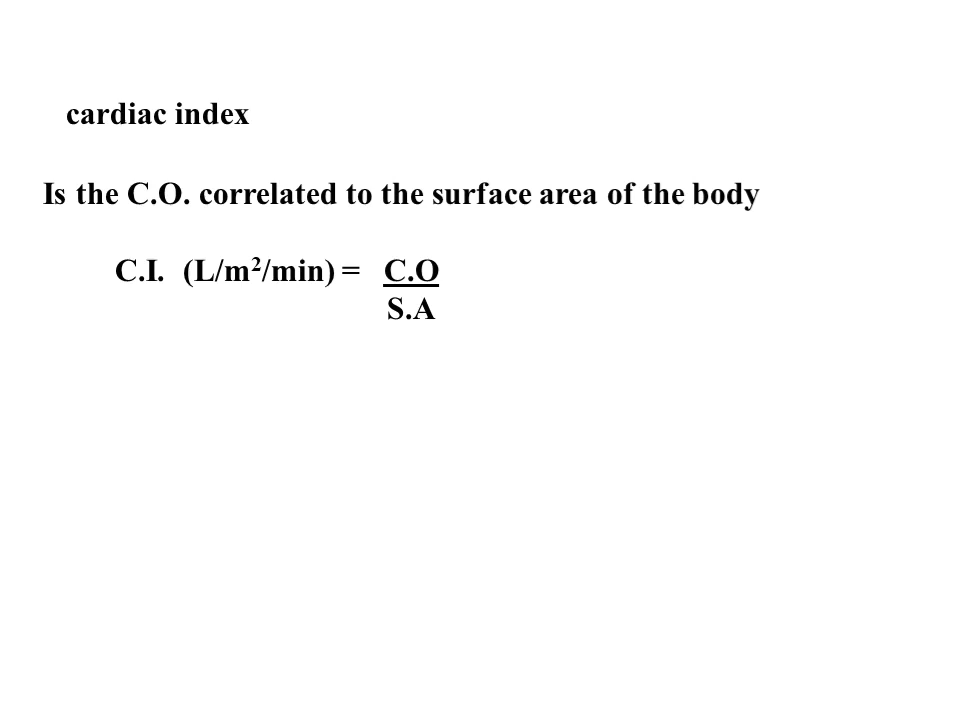 cardiac index
Is the C.O. correlated to the surface area of the body
C.I. (L/m²/min) = C.O
S.A